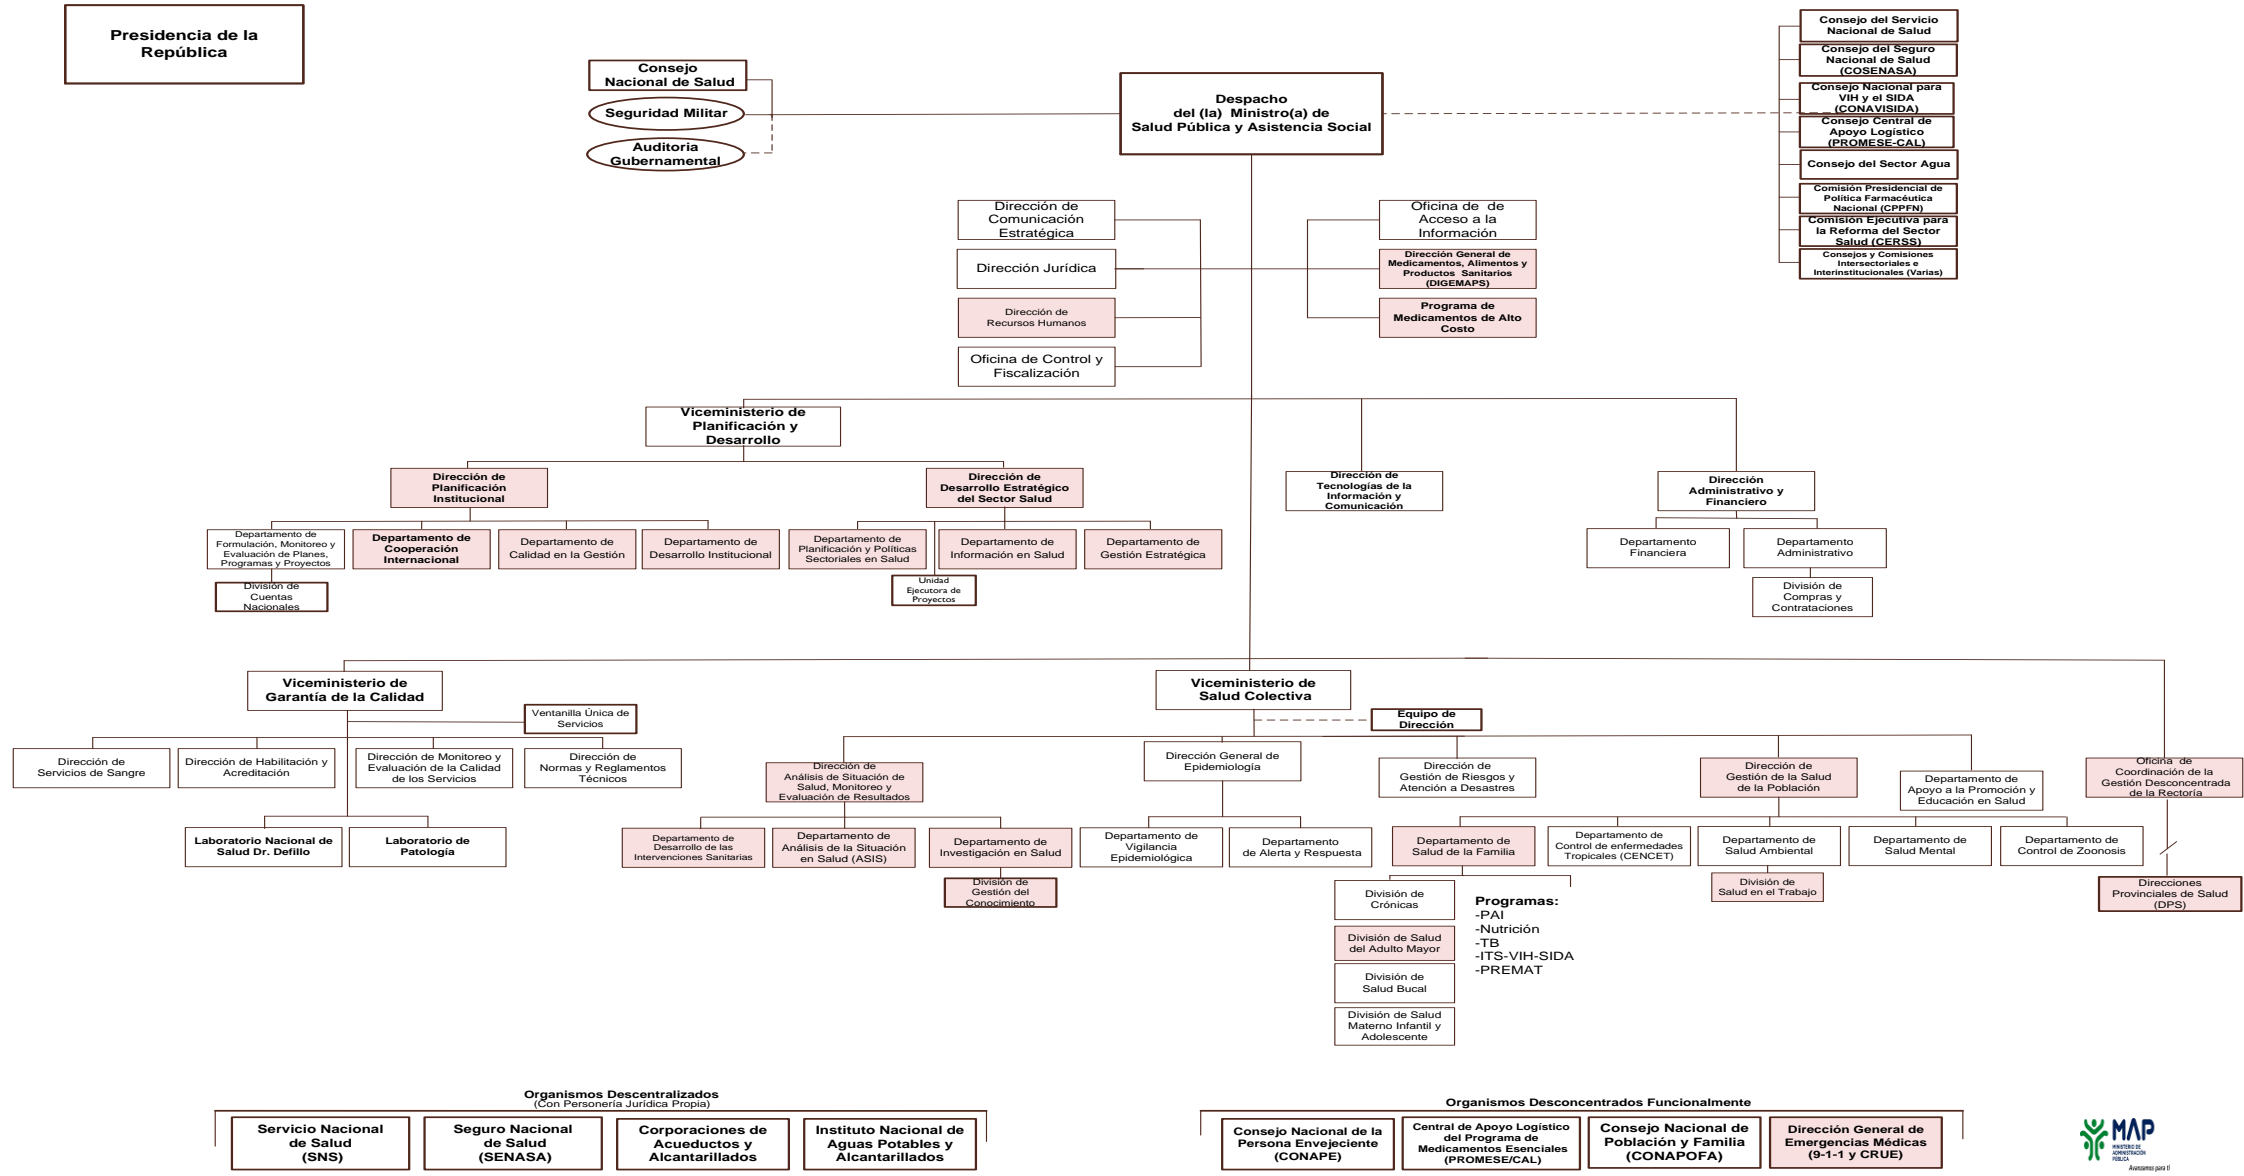 Presidencia de la
República
Consejo
Nacional de Salud
Seguridad Militar
Auditoria
Gubernamental
Despacho
del (la) Ministro(a) de
Salud Pública y Asistencia Social
Consejo del Servicio
Nacional de Salud
Consejo del Seguro
Nacional de Salud
(COSENASA)
Consejo Nacional para
VIH y el SIDA
(CONAVISIDA)
Consejo Central de
Apoyo Logístico
(PROMESE-CAL)
Consejo del Sector Agua
Comisión Presidencial de
Política Farmacéutica
Nacional (CPPFN)
Comisión Ejecutiva para
la Reforma del Sector
Salud (CERSS)
Consejos y Comisiones
Intersectoriales e
Interinstitucionales (Varias)
Dirección de
Comunicación
Estratégica
Dirección Jurídica
Dirección de
Recursos Humanos
Oficina de Control y
Fiscalización
Oficina de de
Acceso a la
Información
Dirección General de
Medicamentos, Alimentos y
Productos Sanitarios
(DIGEMAPS)
Programa de
Medicamentos de Alto
Costo
Viceministerio de
Planificación y
Desarrollo
Dirección de
Planificación
Institucional
Dirección de
Desarrollo Estratégico
del Sector Salud
Dirección de
Tecnologías de la
Información y
Comunicación
Dirección
Administrativo y
Financiero
Departamento de
Formulación, Monitoreo y
Evaluación de Planes,
Programas y Proyectos
Departamento de
Cooperación
Internacional
Departamento de
Calidad en la Gestión
Departamento de
Desarrollo Institucional
Departamento de
Planificación y Políticas
Sectoriales en Salud
Departamento de
Información en Salud
Departamento de
Gestión Estratégica
Departamento
Financiera
Departamento
Administrativo
División de
Cuentas
Nacionales
Unidad
Ejecutora de
Proyectos
División de
Compras y
Contrataciones
Viceministerio de
Garantía de la Calidad
Viceministerio de
Salud Colectiva
Ventanilla Única de
Servicios
Equipo de
Dirección
Dirección de
Servicios de Sangre
Dirección de Habilitación y
Acreditación
Dirección de Monitoreo y
Evaluación de la Calidad
de los Servicios
Dirección de
Normas y Reglamentos
Técnicos
Dirección de
Análisis de Situación de
Salud, Monitoreo y
Evaluación de Resultados
Dirección General de
Epidemiología
Dirección de
Gestión de Riesgos y
Atención a Desastres
Dirección de
Gestión de la Salud
de la Población
Departamento de
Apoyo a la Promoción y
Educación en Salud
Oficina de
Coordinación de la
Gestión Desconcentrada
de la Rectoría
Laboratorio Nacional de
Salud Dr. Defillo
Laboratorio de
Patología
Departamento de
Desarrollo de las
Intervenciones Sanitarias
Departamento de
Análisis de la Situación
en Salud (ASIS)
Departamento de
Investigación en Salud
Departamento de
Vigilancia
Epidemiológica
Departamento
de Alerta y Respuesta
Departamento de
Salud de la Familia
Departamento de
Control de enfermedades
Tropicales (CENCET)
Departamento de
Salud Ambiental
Departamento de
Salud Mental
Departamento de
Control de Zoonosis
División de
Gestión del
Conocimiento
División de
Salud en el Trabajo
Direcciones
Provinciales de Salud
(DPS)
División de
Crónicas
División de Salud
del Adulto Mayor
División de
Salud Bucal
División de Salud
Materno Infantil y
Adolescente
Programas:
-PAI
-Nutrición
-TB
-ITS-VIH-SIDA
-PREMAT
Organismos Descentralizados
(Con Personería Jurídica Propia)
Servicio Nacional
de Salud
(SNS)
Seguro Nacional
de Salud
(SENASA)
Corporaciones de
Acueductos y
Alcantarillados
Instituto Nacional de
Aguas Potables y
Alcantarillados
Organismos Desconcentrados Funcionalmente
Consejo Nacional de la
Persona Envejeciente
(CONAPE)
Central de Apoyo Logístico
del Programa de
Medicamentos Esenciales
(PROMESE/CAL)
Consejo Nacional de
Población y Familia
(CONAPOFA)
Dirección General de
Emergencias Médicas
(9-1-1 y CRUE)
MAP
MINISTERIO DE
ADMINISTRACIÓN
PÚBLICA
Avanzamos para ti